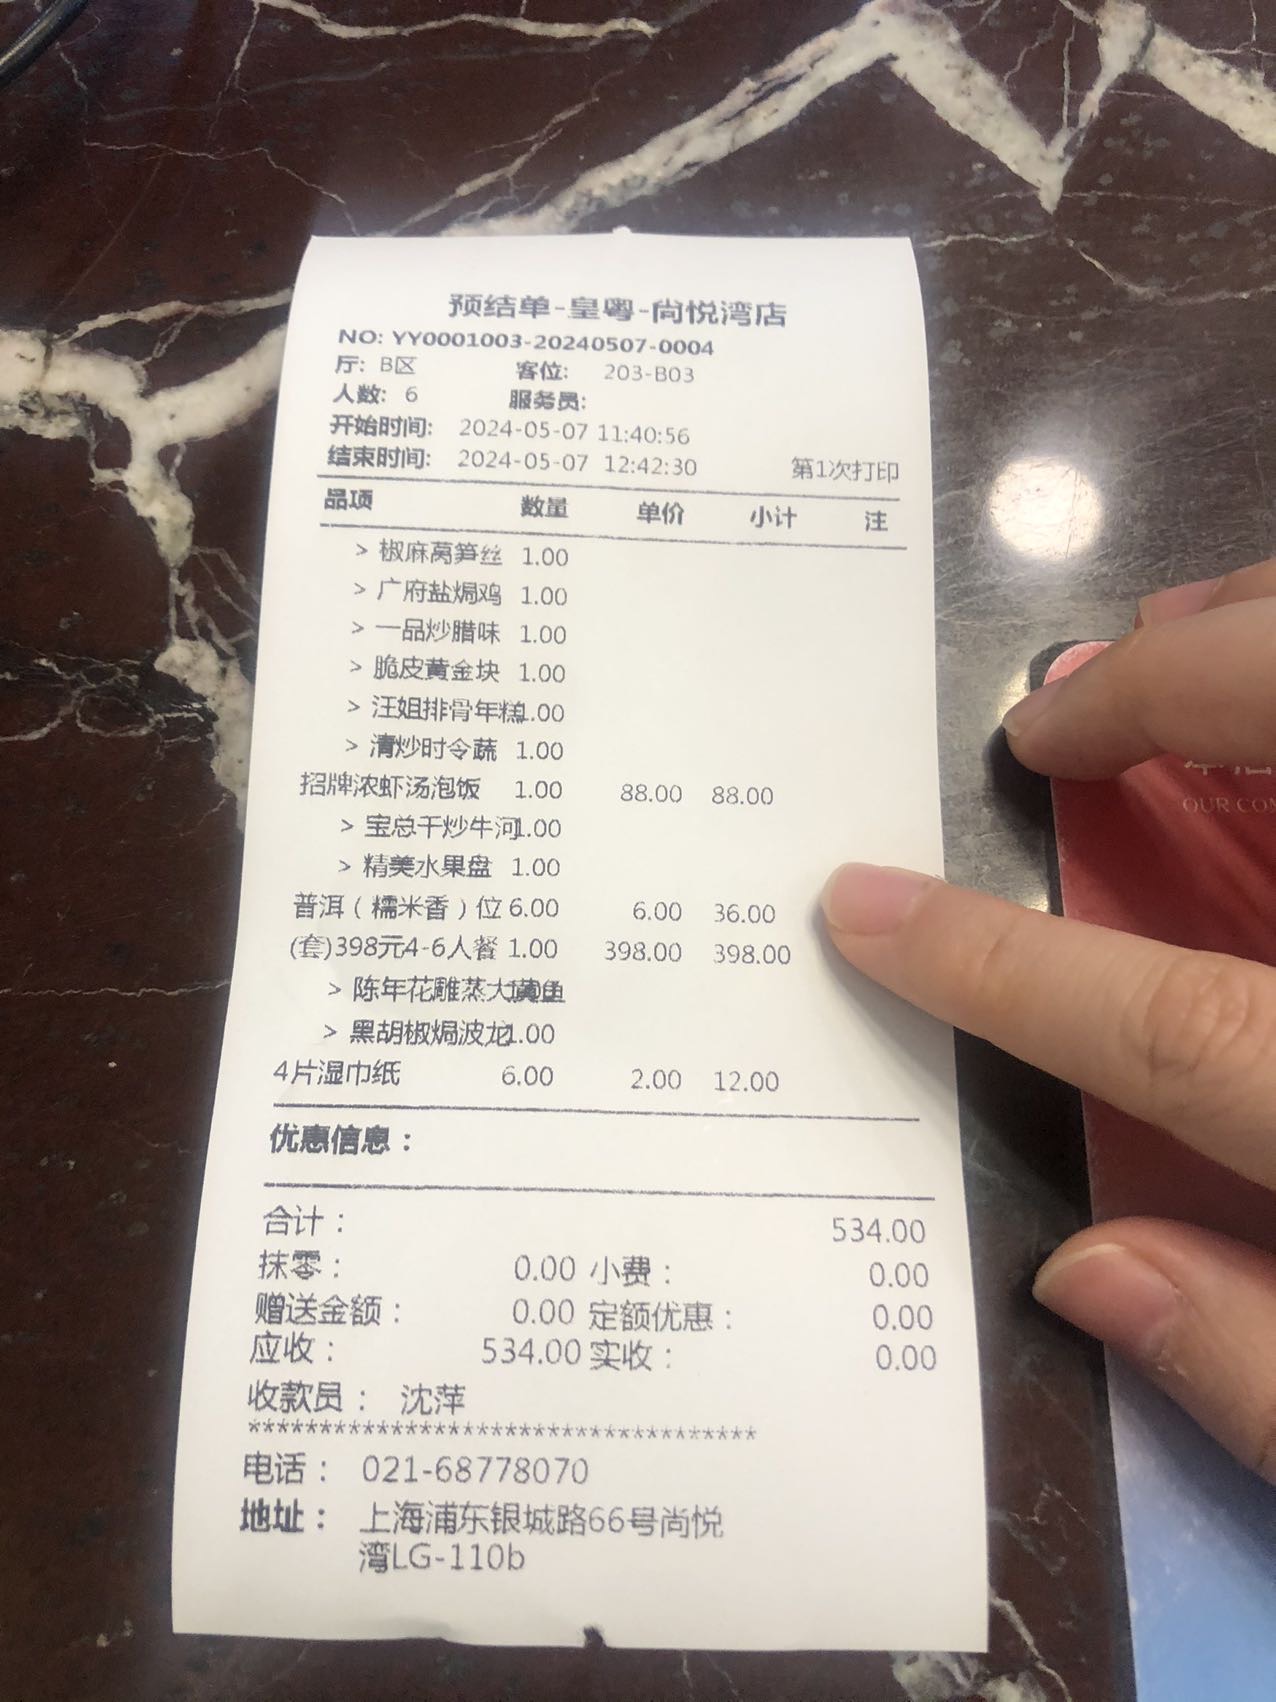 预结单-皇粤-尚悦湾店
NO: YY0001003-20240507-0004
厅: B区 客位: 203-B03
人数: 6 服务员:
开始时间: 2024-05-07 11:40:56
结束时间: 2024-05-07 12:42:30 第1次打印
品项 数量 单价 小计 注
> 椒麻莴笋丝 1.00
> 广府盐焗鸡 1.00
> 一品炒腊味 1.00
> 脆皮黄金块 1.00
> 汪姐排骨年糕1.00
> 清炒时令蔬 1.00
招牌浓虾汤泡饭 1.00 88.00 88.00
> 宝总干炒牛河1.00
> 精美水果盘 1.00
普洱（糯米香）位 6.00 6.00 36.00
(套)398元4-6人餐 1.00 398.00 398.00
> 陈年花雕蒸大黄鱼
> 黑胡椒焗波龙1.00
4片湿巾纸 6.00 2.00 12.00
优惠信息：
合计： 534.00
抹零： 0.00 小费： 0.00
赠送金额： 0.00 定额优惠： 0.00
应收： 534.00 实收： 0.00
收款员： 沈萍
***********************************
电话： 021-68778070
地址： 上海浦东银城路66号尚悦
湾LG-110b
OUR CO